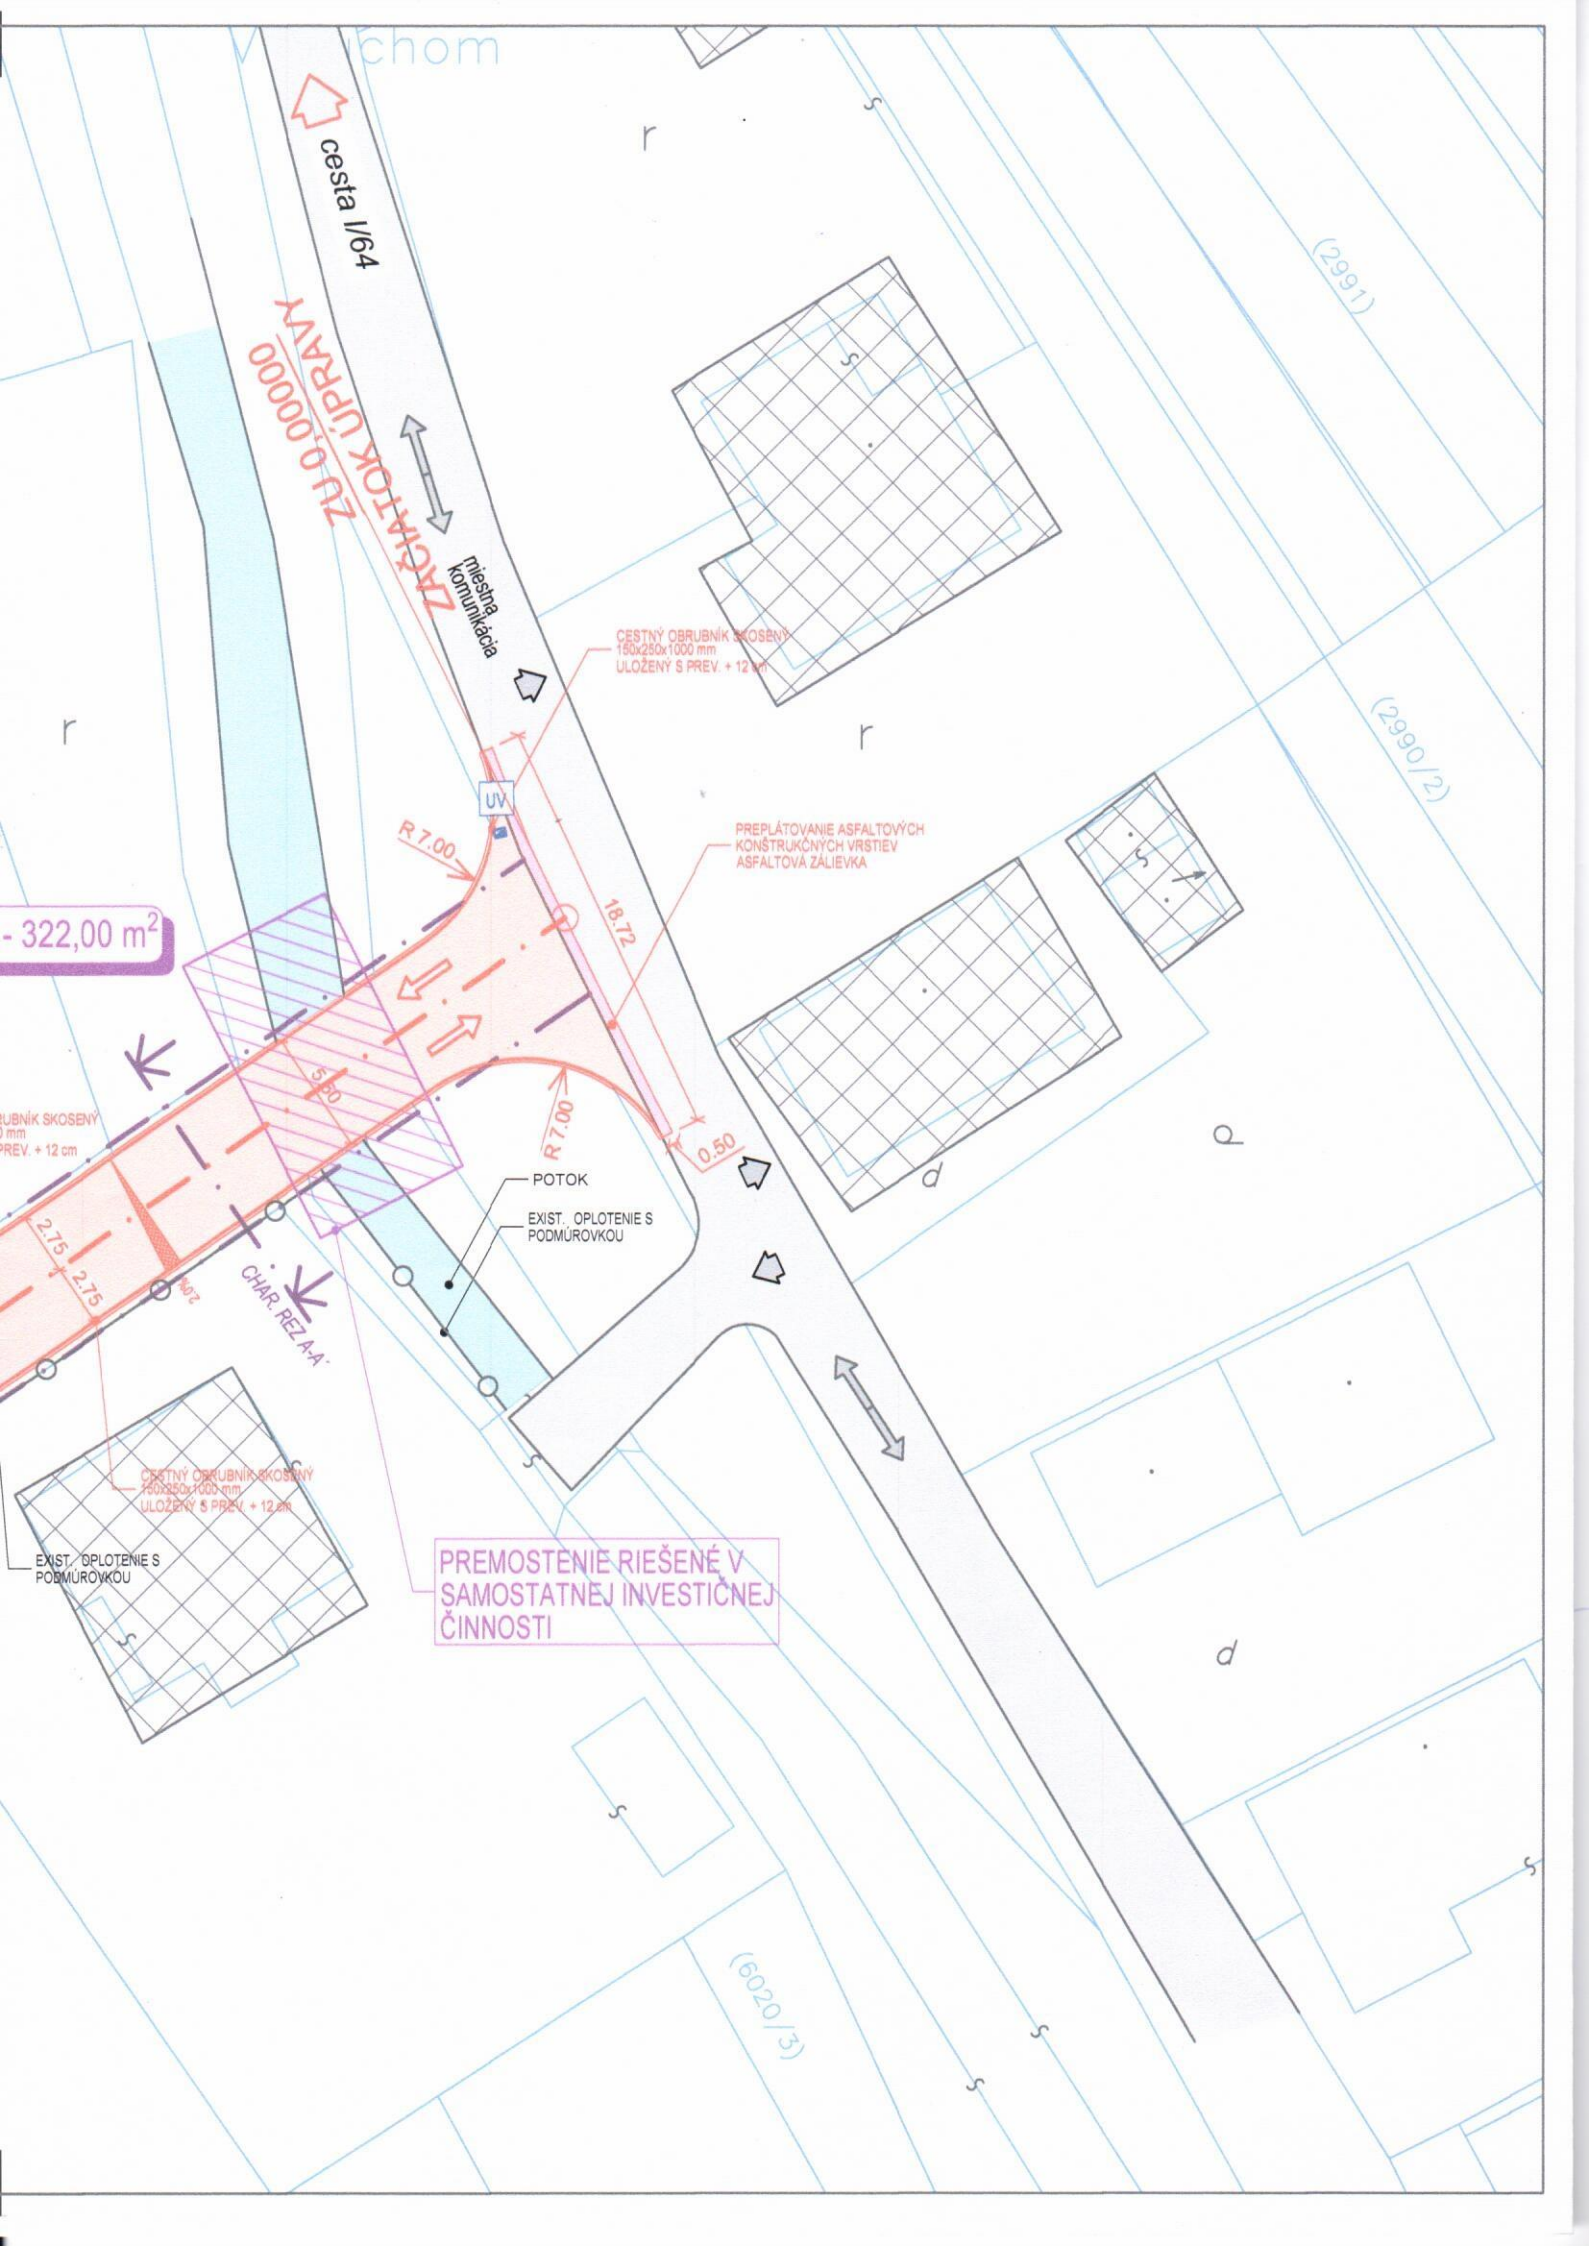 chom
r
cesta I/64
ZAČIATOK ÚPRAVY
ZÚ 0,00000
(2991)
miestna
komunikácia
CESTNÝ OBRUBNÍK SKOSENÝ
150x250x1000 mm
ULOŽENÝ S PREV. + 12 cm
r
r
(2990/2)
UV
R 7.00
PREPLÁTOVANIE ASFALTOVÝCH
KONŠTRUKČNÝCH VRSTIEV
ASFALTOVÁ ZÁLIEVKA
18.72
- 322,00 m²
5.50
UBNÍK SKOSENÝ
0 mm
PREV. + 12 cm
R 7.00
0.50
POTOK
EXIST. OPLOTENIE S
PODMÚROVKOU
2.75
2.75
2.0%
CHAR. REZ A-A´
d
d
CESTNÝ OBRUBNÍK SKOSENÝ
150x250x1000 mm
ULOŽENÝ S PREV. + 12 cm
EXIST. OPLOTENIE S
PODMÚROVKOU
PREMOSTENIE RIEŠENÉ V
SAMOSTATNEJ INVESTIČNEJ
ČINNOSTI
d
(6020/3)